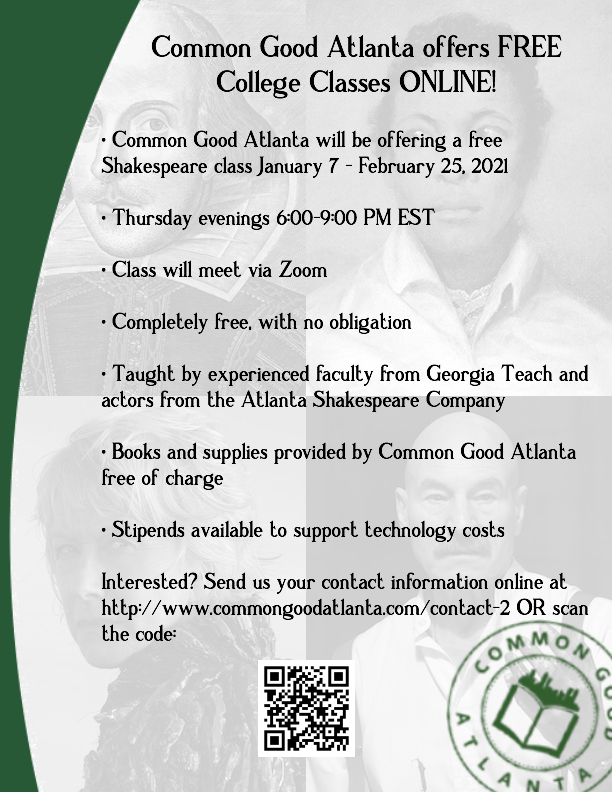 Common Good Atlanta offers FREE
College Classes ONLINE!
• Common Good Atlanta will be offering a free
Shakespeare class January 7 - February 25, 2021
• Thursday evenings 6:00-9:00 PM EST
• Class will meet via Zoom
• Completely free, with no obligation
• Taught by experienced faculty from Georgia Teach and
actors from the Atlanta Shakespeare Company
• Books and supplies provided by Common Good Atlanta
free of charge
• Stipends available to support technology costs
Interested? Send us your contact information online at
http://www.commongoodatlanta.com/contact-2 OR scan
the code:
COMMON GOOD
ATLANTA